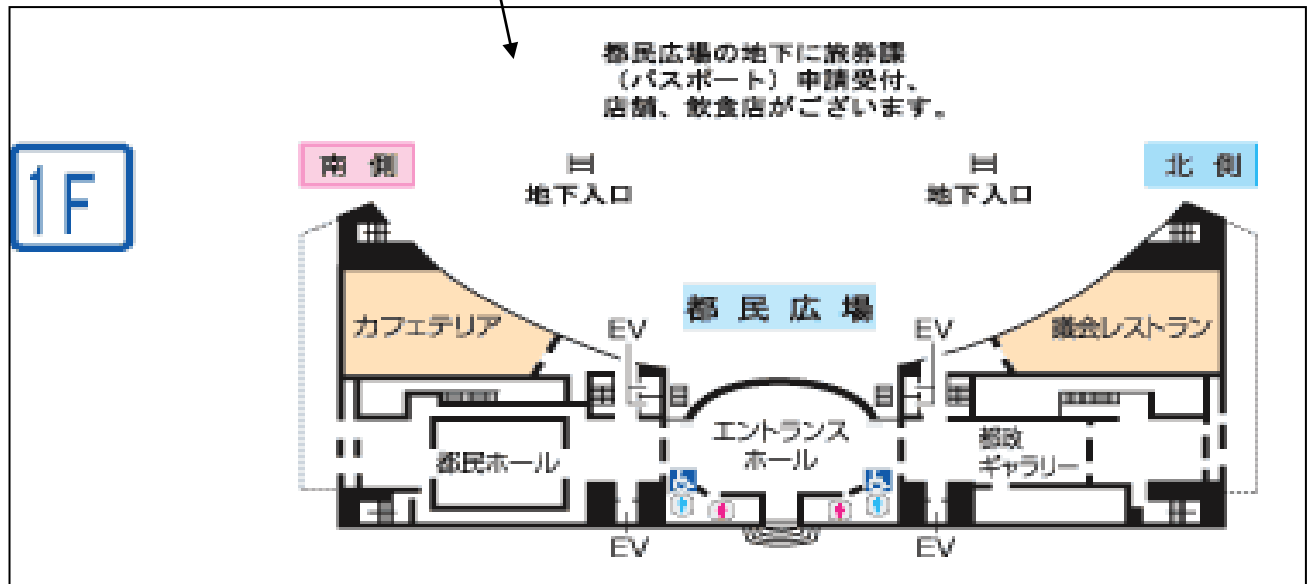 都民広場の地下に旅券課
（パスポート）申請受付、
店舗、飲食店がございます。
1F
南側
地下入口
地下入口
北側
都民広場
カフェテリア
EV
EV
議会レストラン
エントランス
ホール
都民ホール
都政
ギャラリー
EV
EV